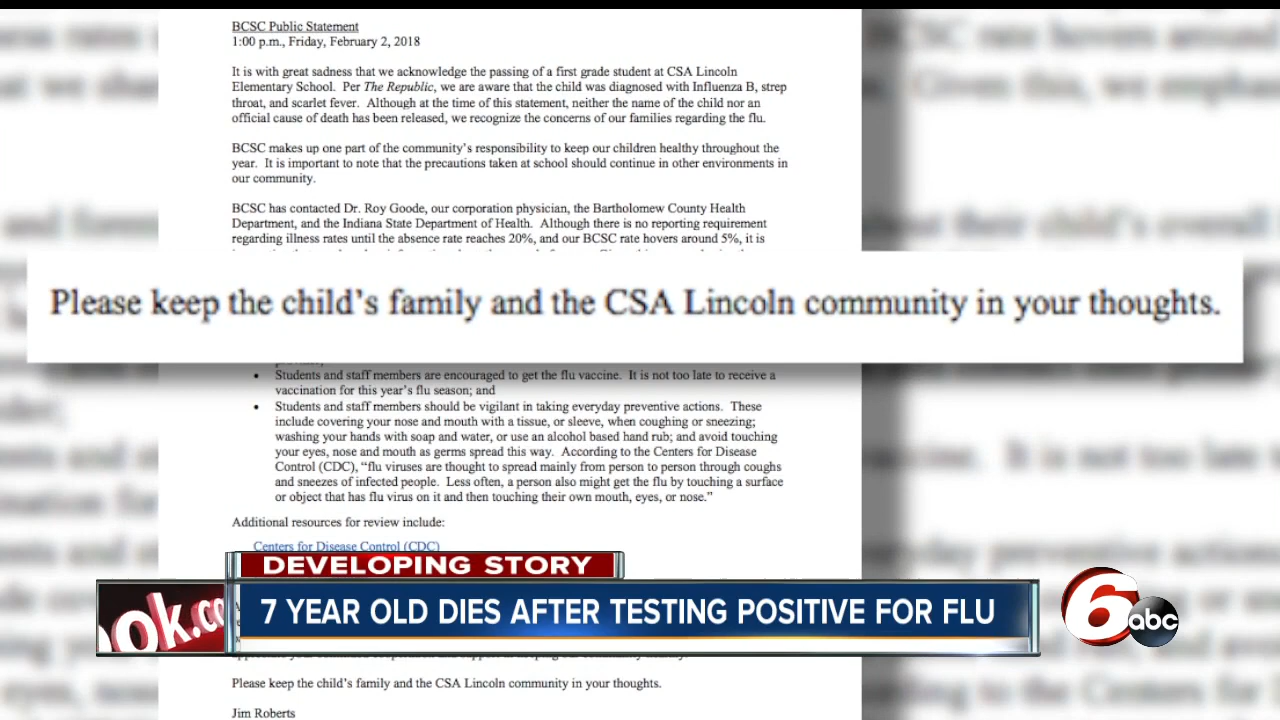 BCSC Public Statement
1:00 p.m., Friday, February 2, 2018
It is with great sadness that we acknowledge the passing of a first grade student at CSA Lincoln
Elementary School. Per The Republic, we are aware that the child was diagnosed with Influenza B, strep
throat, and scarlet fever. Although at the time of this statement, neither the name of the child nor an
official cause of death has been released, we recognize the concerns of our families regarding the flu.
BCSC makes up one part of the community's responsibility to keep our children healthy throughout the
year. It is important to note that the precautions taken at school should continue in other environments in
our community.
BCSC has contacted Dr. Roy Goode, our corporation physician, the Bartholomew County Health
Department, and the Indiana State Department of Health. Although there is no reporting requirement
regarding illness rates until the absence rate reaches 20%, and our BCSC rate hovers around 5%, it is
Please keep the child's family and the CSA Lincoln community in your thoughts.
• Students and staff members are encouraged to get the flu vaccine. It is not too late to receive a
vaccination for this year's flu season; and
• Students and staff members should be vigilant in taking everyday preventive actions. These
include covering your nose and mouth with a tissue, or sleeve, when coughing or sneezing;
washing your hands with soap and water, or use an alcohol based hand rub; and avoid touching
your eyes, nose and mouth as germs spread this way. According to the Centers for Disease
Control (CDC), "flu viruses are thought to spread mainly from person to person through coughs
and sneezes of infected people. Less often, a person also might get the flu by touching a surface
or object that has flu virus on it and then touching their own mouth, eyes, or nose."
Additional resources for review include:
Centers for Disease Control (CDC)
DEVELOPING STORY
ok.co
7 YEAR OLD DIES AFTER TESTING POSITIVE FOR FLU
6 abc
Please keep the child's family and the CSA Lincoln community in your thoughts.
Jim Roberts